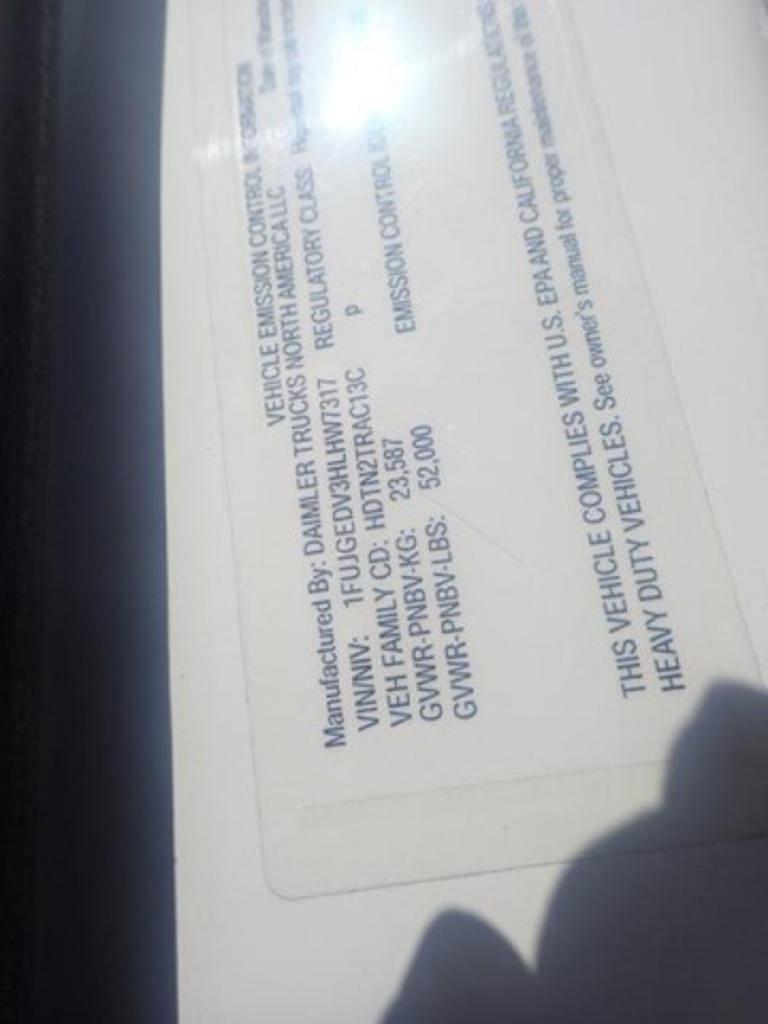 VEHICLE EMISSION CONTROL INFORMATION
Manufactured By: DAIMLER TRUCKS NORTH AMERICA LLC
VIN/NIV: 1FUJGEDV3HLHW7317 REGULATORY CLASS:
VEH FAMILY CD: HDTN2TRAC13C P
GVWR-PNBV-KG: 23,587
GVWR-PNBV-LBS: 52,000 EMISSION CONTROL
THIS VEHICLE COMPLIES WITH U.S. EPA AND CALIFORNIA REGULATIONS
HEAVY DUTY VEHICLES. See owner's manual for proper maintenance of this